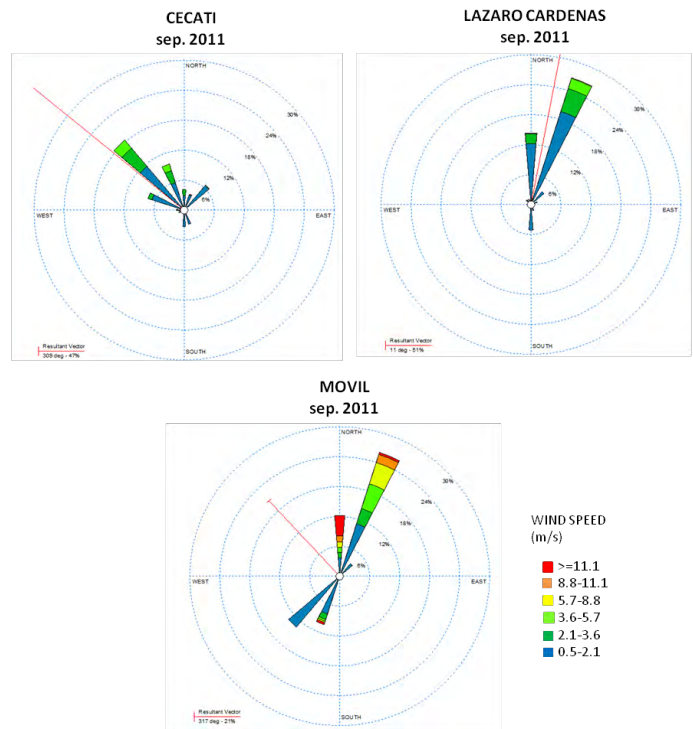 CECATI
sep. 2011
NORTH
30%
24%
18%
12%
6%
WEST
EAST
SOUTH
Resultant Vector
309 deg - 47%
LAZARO CARDENAS
sep. 2011
NORTH
30%
24%
18%
12%
6%
WEST
EAST
SOUTH
Resultant Vector
11 deg - 51%
MOVIL
sep. 2011
NORTH
30%
24%
18%
12%
6%
WEST
EAST
SOUTH
Resultant Vector
317 deg - 21%
WIND SPEED
(m/s)
>=11.1
8.8-11.1
5.7-8.8
3.6-5.7
2.1-3.6
0.5-2.1